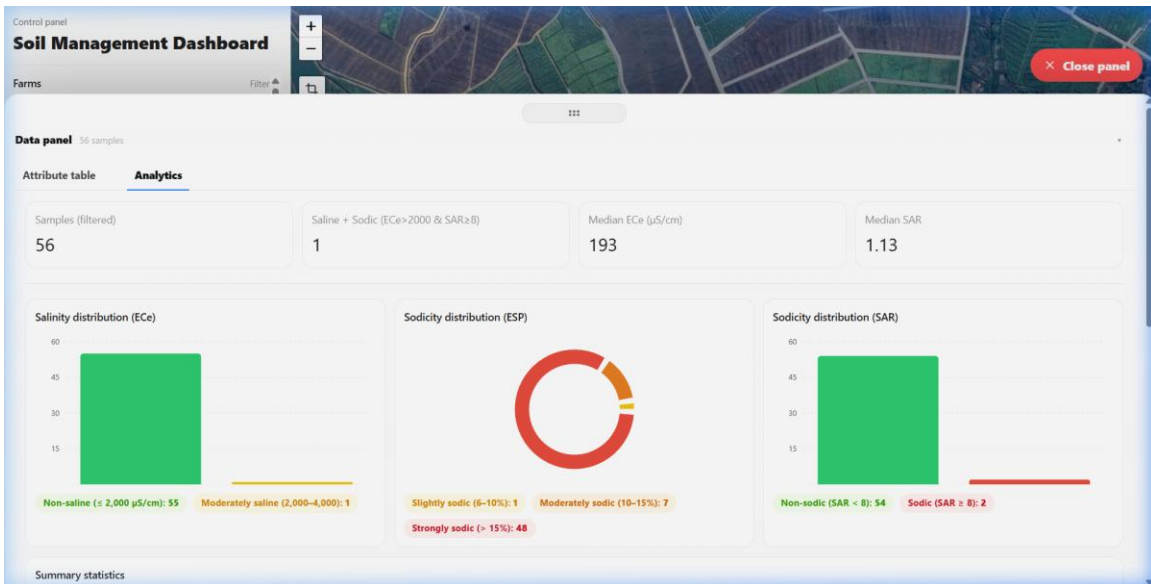 Control panel
Soil Management Dashboard
Farms Filter
+
−
× Close panel
Data panel 56 samples
Attribute table Analytics
Samples (filtered)
56
Saline + Sodic (ECe>2000 & SAR≥8)
1
Median ECe (µS/cm)
193
Median SAR
1.13
Salinity distribution (ECe)
60
45
30
15
Non-saline (≤ 2,000 µS/cm): 55 Moderately saline (2,000–4,000): 1
Sodicity distribution (ESP)
Slightly sodic (6–10%): 1 Moderately sodic (10–15%): 7
Strongly sodic (> 15%): 48
Sodicity distribution (SAR)
60
45
30
15
Non-sodic (SAR < 8): 54 Sodic (SAR ≥ 8): 2
Summary statistics